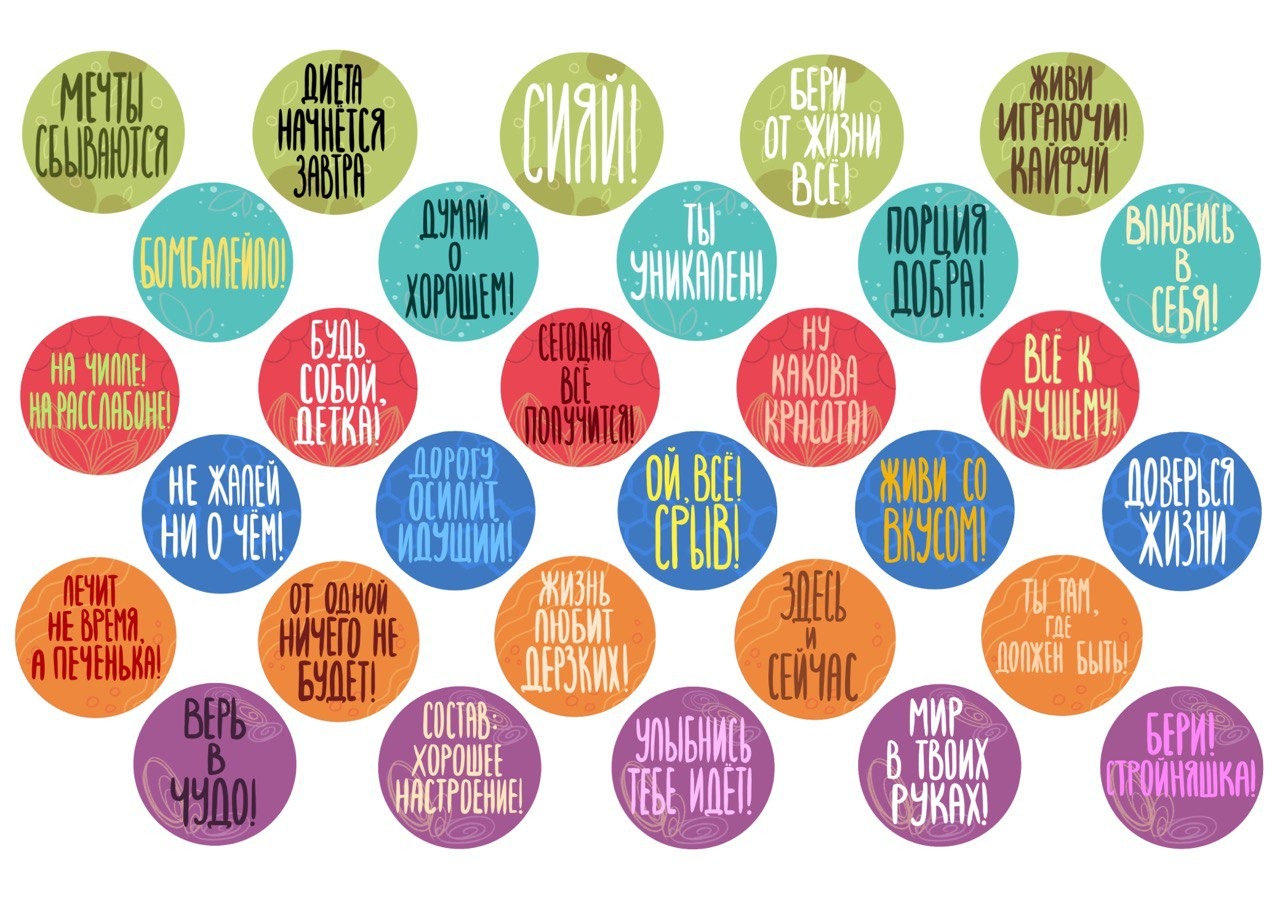 МЕЧТЫ
СБЫВАЮТСЯ
ДИЕТА
НАЧНЁТСЯ
ЗАВТРА
СИЯЙ!
БЕРИ
ОТ ЖИЗНИ
ВСЁ!
ЖИВИ
ИГРАЮЧИ!
КАЙФУЙ
БОМБАЛЕЙЛО!
ДУМАЙ
О
ХОРОШЕМ!
ТЫ
УНИКАЛЕН!
ПОРЦИЯ
ДОБРА!
ВЛЮБИСЬ
В
СЕБЯ!
НА ЧИЛЛЕ!
НА РАССЛАБОНЕ!
БУДЬ
СОБОЙ,
ДЕТКА!
СЕГОДНЯ
ВСЁ
ПОЛУЧИТСЯ!
НУ
КАКОВА
КРАСОТА!
ВСЁ К
ЛУЧШЕМУ!
НЕ ЖАЛЕЙ
НИ О ЧЁМ!
ДОРОГУ
ОСИЛИТ
ИДУЩИЙ!
ОЙ, ВСЁ!
СРЫВ!
ЖИВИ СО
ВКУСОМ!
ДОВЕРЬСЯ
ЖИЗНИ
ЛЕЧИТ
НЕ ВРЕМЯ,
А ПЕЧЕНЬКА!
ОТ ОДНОЙ
НИЧЕГО НЕ
БУДЕТ!
ЖИЗНЬ
ЛЮБИТ
ДЕРЗКИХ!
ЗДЕСЬ
И
СЕЙЧАС
ТЫ ТАМ,
ГДЕ
ДОЛЖЕН БЫТЬ!
ВЕРЬ
В
ЧУДО!
СОСТАВ:
ХОРОШЕЕ
НАСТРОЕНИЕ!
УЛЫБНИСЬ
ТЕБЕ ИДЁТ!
МИР
В ТВОИХ
РУКАХ!
БЕРИ!
СТРОЙНЯШКА!